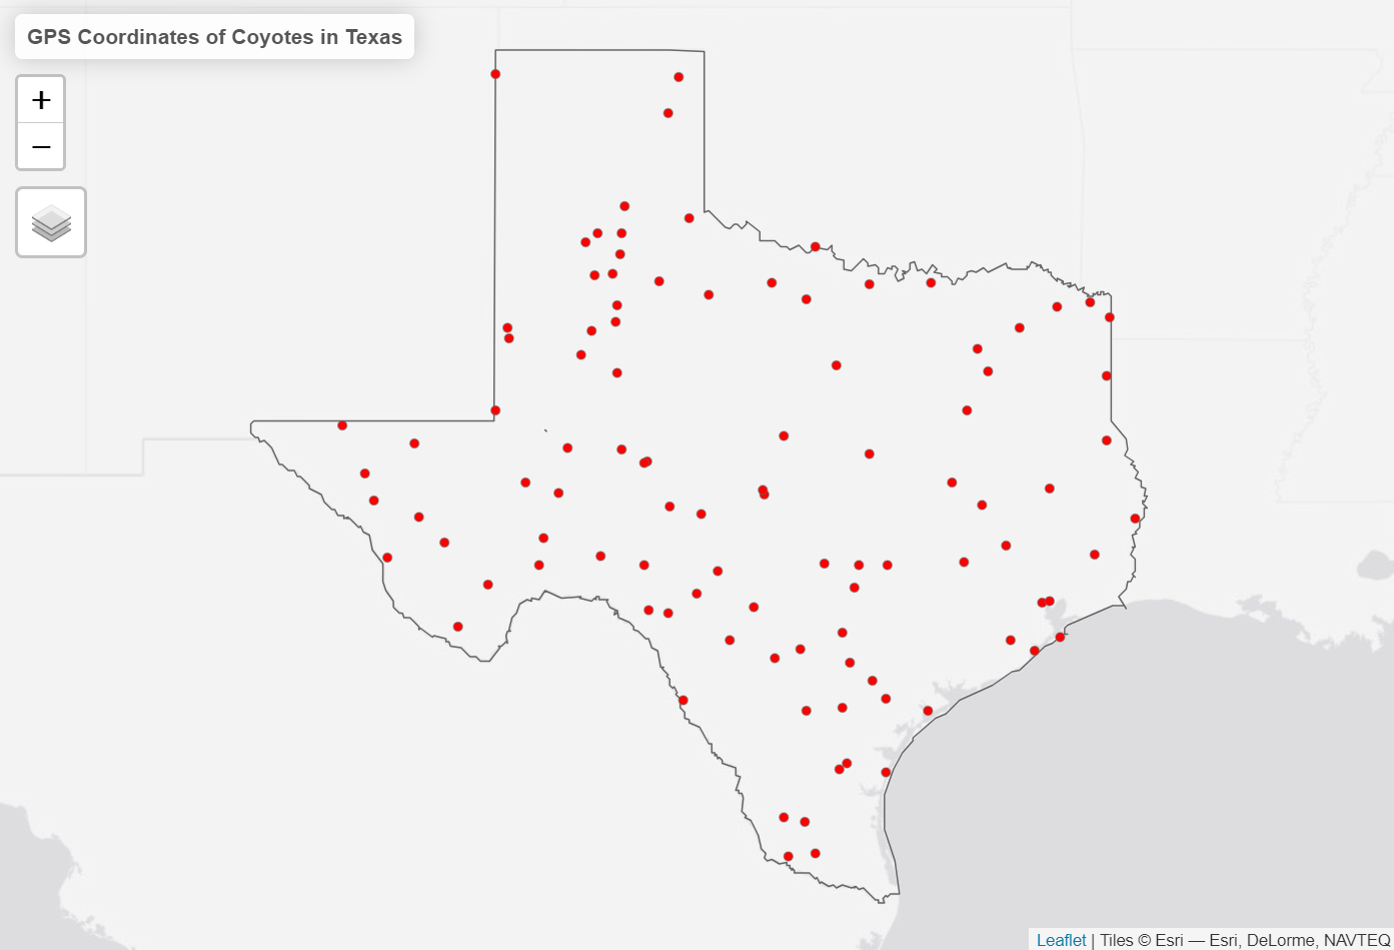 GPS Coordinates of Coyotes in Texas
+
−
Leaflet | Tiles © Esri — Esri, DeLorme, NAVTEQ